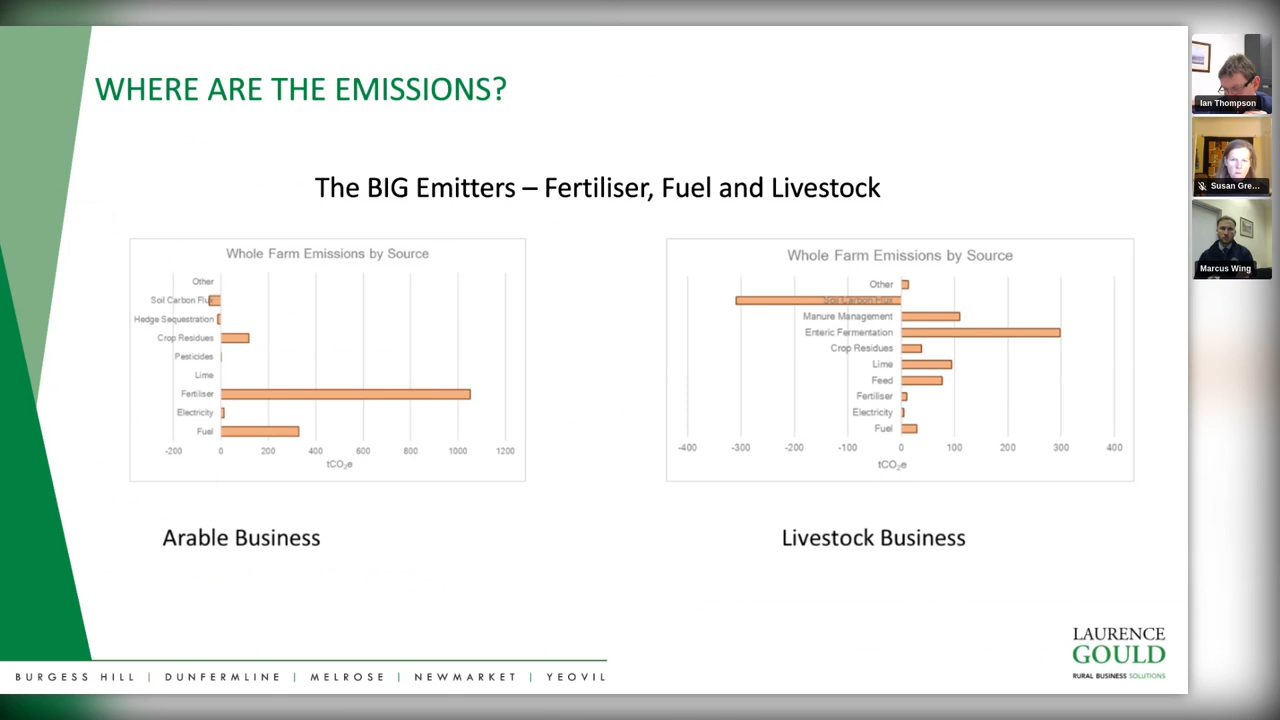 WHERE ARE THE EMISSIONS?
The BIG Emitters – Fertiliser, Fuel and Livestock
Whole Farm Emissions by Source
Other
Soil Carbon Flux
Hedge Sequestration
Crop Residues
Pesticides
Lime
Fertiliser
Electricity
Fuel
-200 0 200 400 600 800 1000 1200
tCO₂e
Arable Business
Whole Farm Emissions by Source
Other
Soil Carbon Flux
Manure Management
Enteric Fermentation
Crop Residues
Lime
Feed
Fertiliser
Electricity
Fuel
-400 -300 -200 -100 0 100 200 300 400
tCO₂e
Livestock Business
LAURENCE
GOULD
RURAL BUSINESS SOLUTIONS
BURGESS HILL | DUNFERMLINE | MELROSE | NEWMARKET | YEOVIL
Ian Thompson
Susan Gre...
Marcus Wing